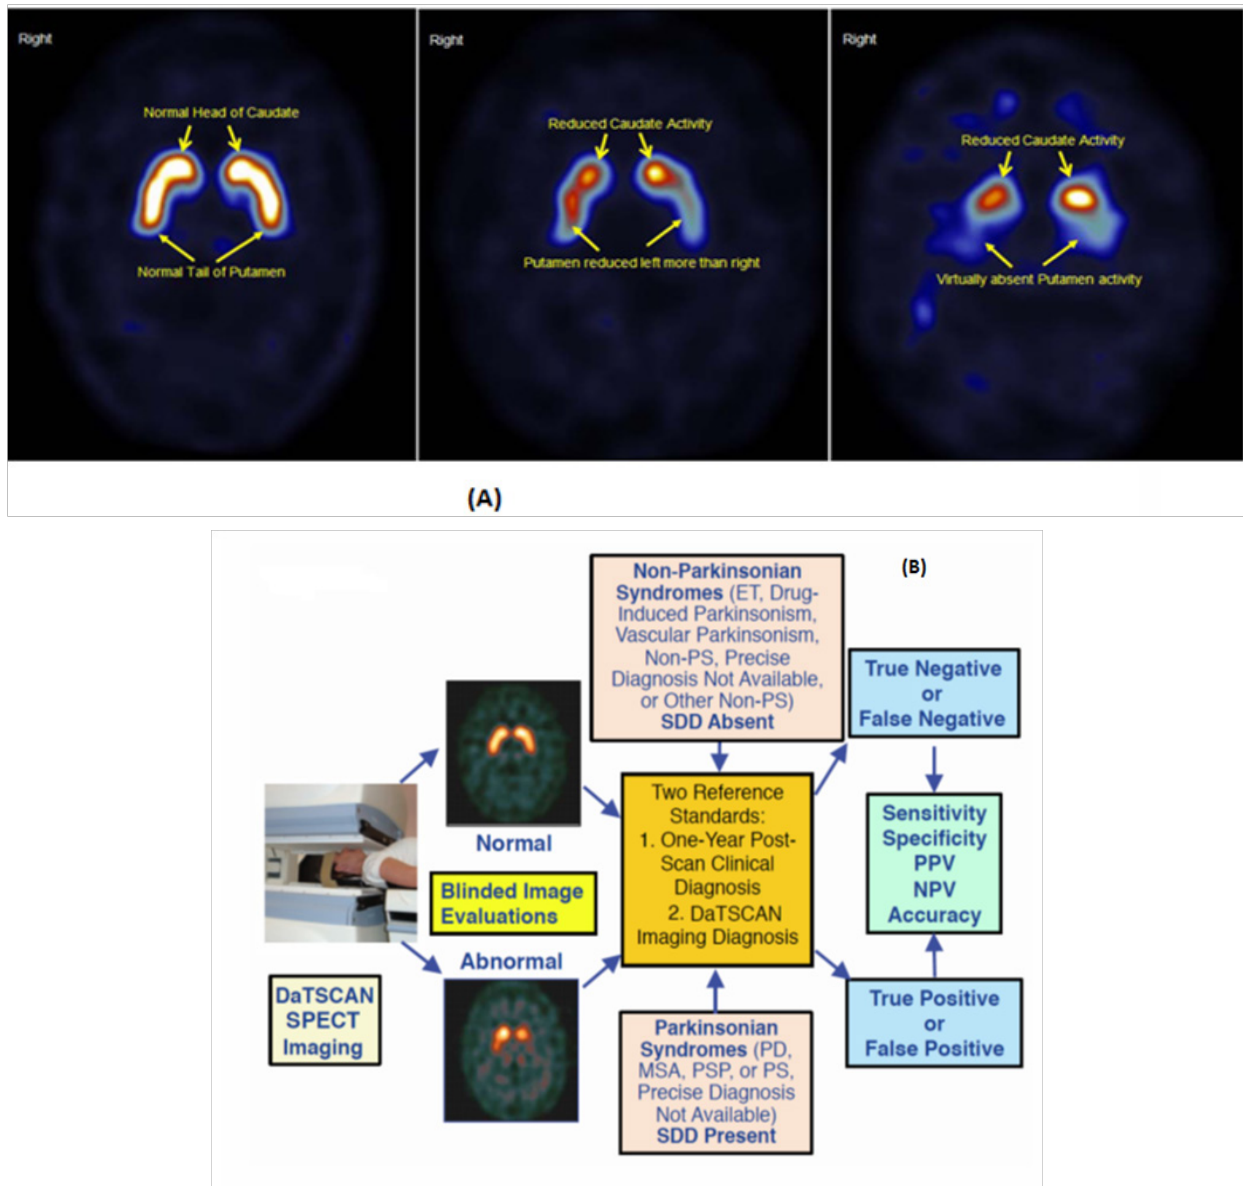 Right
Normal Head of Caudate
Normal Tail of Putamen
Right
Reduced Caudate Activity
Putamen reduced left more than right
Right
Reduced Caudate Activity
Virtually absent Putamen activity
(A)
(B)
Non-Parkinsonian
Syndromes (ET, Drug-
Induced Parkinsonism,
Vascular Parkinsonism,
Non-PS, Precise
Diagnosis Not Available,
or Other Non-PS)
SDD Absent
True Negative
or
False Negative
Normal
Blinded Image
Evaluations
Abnormal
Two Reference
Standards:
1. One-Year Post-
Scan Clinical
Diagnosis
2. DaTSCAN
Imaging Diagnosis
Sensitivity
Specificity
PPV
NPV
Accuracy
DaTSCAN
SPECT
Imaging
Parkinsonian
Syndromes (PD,
MSA, PSP, or PS,
Precise Diagnosis
Not Available)
SDD Present
True Positive
or
False Positive